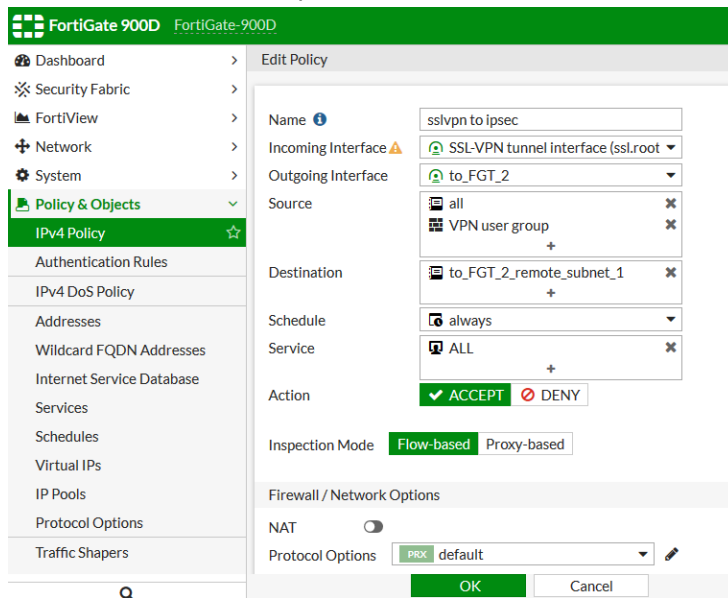 FortiGate 900D FortiGate-900D
Dashboard
Security Fabric
FortiView
Network
System
Policy & Objects
IPv4 Policy
Authentication Rules
IPv4 DoS Policy
Addresses
Wildcard FQDN Addresses
Internet Service Database
Services
Schedules
Virtual IPs
IP Pools
Protocol Options
Traffic Shapers
Edit Policy
Name sslvpn to ipsec
Incoming Interface SSL-VPN tunnel interface (ssl.root
Outgoing Interface to_FGT_2
Source all
VPN user group
+
Destination to_FGT_2_remote_subnet_1
+
Schedule always
Service ALL
+
Action ACCEPT DENY
Inspection Mode Flow-based Proxy-based
Firewall / Network Options
NAT
Protocol Options PRX default
OK Cancel